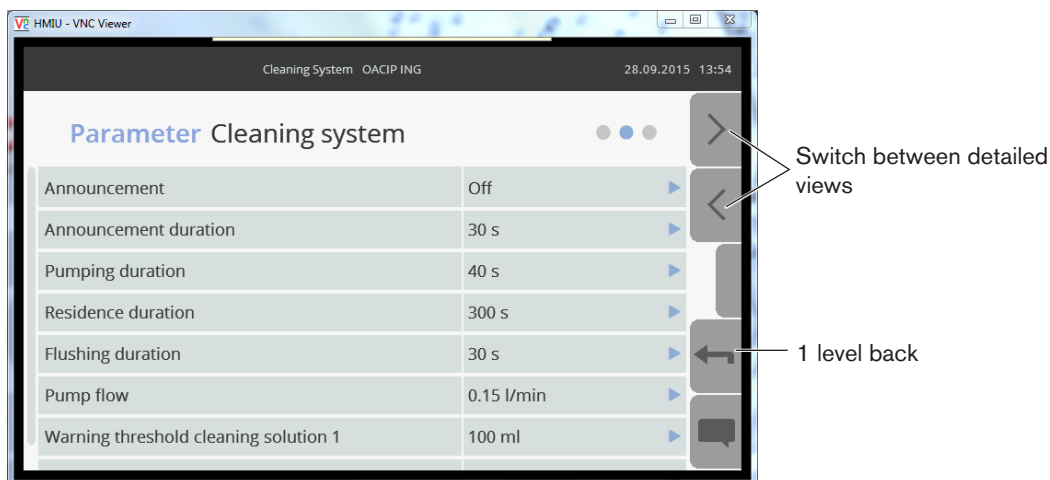 HMIU - VNC Viewer
Cleaning System OACIP ING 28.09.2015 13:54
Parameter Cleaning system
Switch between detailed
views
Announcement Off
Announcement duration 30 s
Pumping duration 40 s
Residence duration 300 s
Flushing duration 30 s
1 level back
Pump flow 0.15 l/min
Warning threshold cleaning solution 1 100 ml